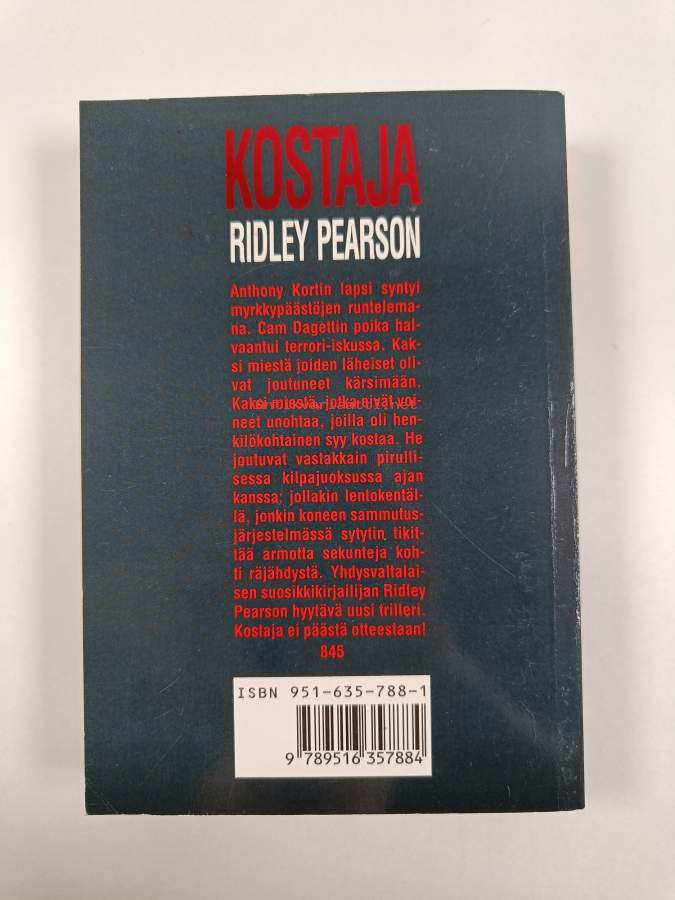 KOSTAJA
RIDLEY PEARSON
Anthony Kortin lapsi syntyi
myrkkypäästöjen runtelema-
na. Cam Dagettin poika hal-
vaantui terrori-iskussa. Kak-
si miestä joiden läheiset oli-
vat joutuneet kärsimään.
Kaksi miestä, jotka eivät voi-
neet unohtaa, joilla oli hen-
kilökohtainen syy kostaa. He
joutuvat vastakkain pirulli-
sessa kilpajuoksussa ajan
kanssa; jollakin lentokentäl-
lä, jonkin koneen sammutus-
järjestelmässä sytytin tikit-
tää armotta sekunteja koh-
ti räjähdystä. Yhdysvaltalai-
sen suosikkikirjailijan Ridley
Pearson hyytävä uusi trilleri.
Kostaja ei päästä otteestaan!
845
ISBN 951-635-788-1
9 789516 357884